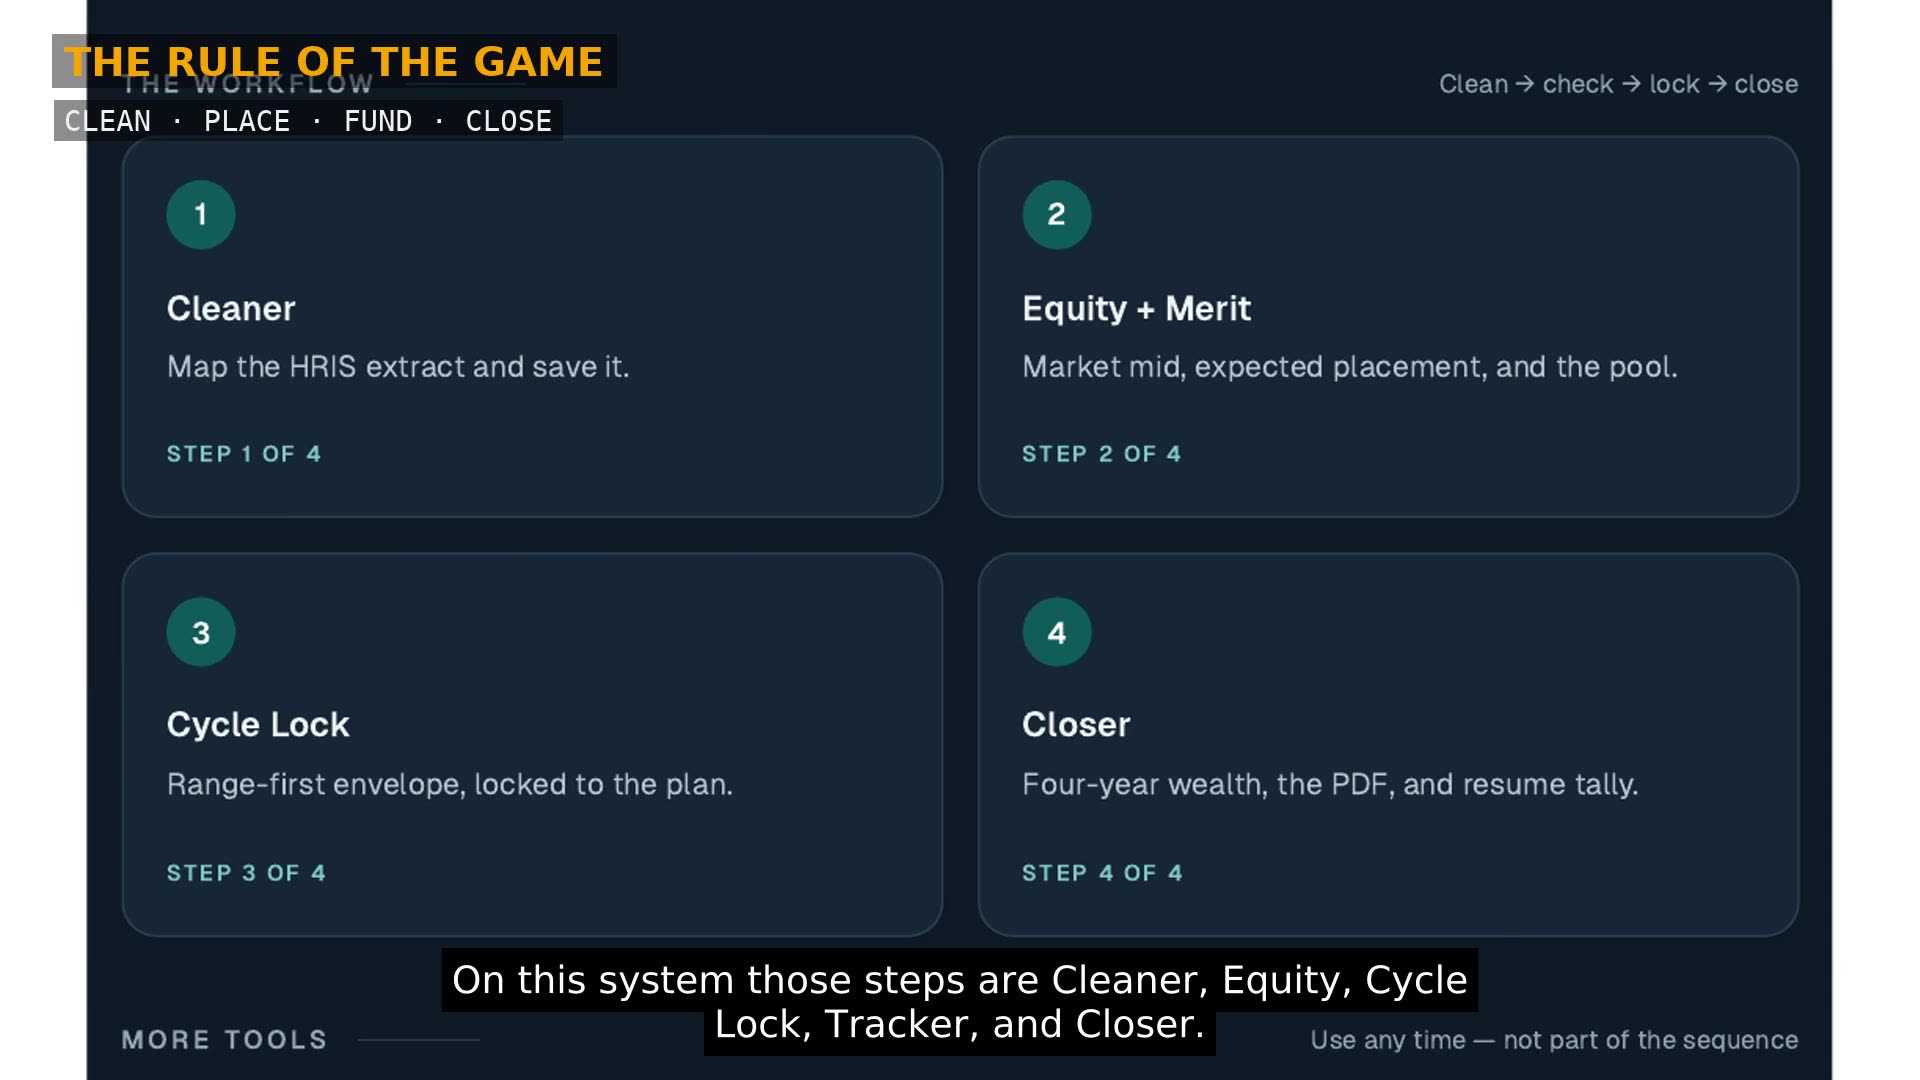 THE RULE OF THE GAME
THE WORKFLOW
Clean → check → lock → close
CLEAN · PLACE · FUND · CLOSE
1
Cleaner
Map the HRIS extract and save it.
STEP 1 OF 4
2
Equity + Merit
Market mid, expected placement, and the pool.
STEP 2 OF 4
3
Cycle Lock
Range-first envelope, locked to the plan.
STEP 3 OF 4
4
Closer
Four-year wealth, the PDF, and resume tally.
STEP 4 OF 4
On this system those steps are Cleaner, Equity, Cycle
Lock, Tracker, and Closer.
MORE TOOLS
Use any time — not part of the sequence